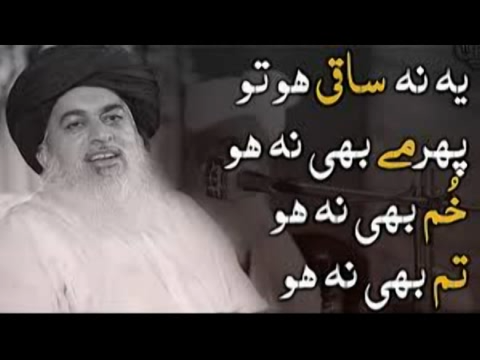 یہ نہ ساقی ہو تو
پھر مے بھی نہ ہو
خُم بھی نہ ہو
تم بھی نہ ہو